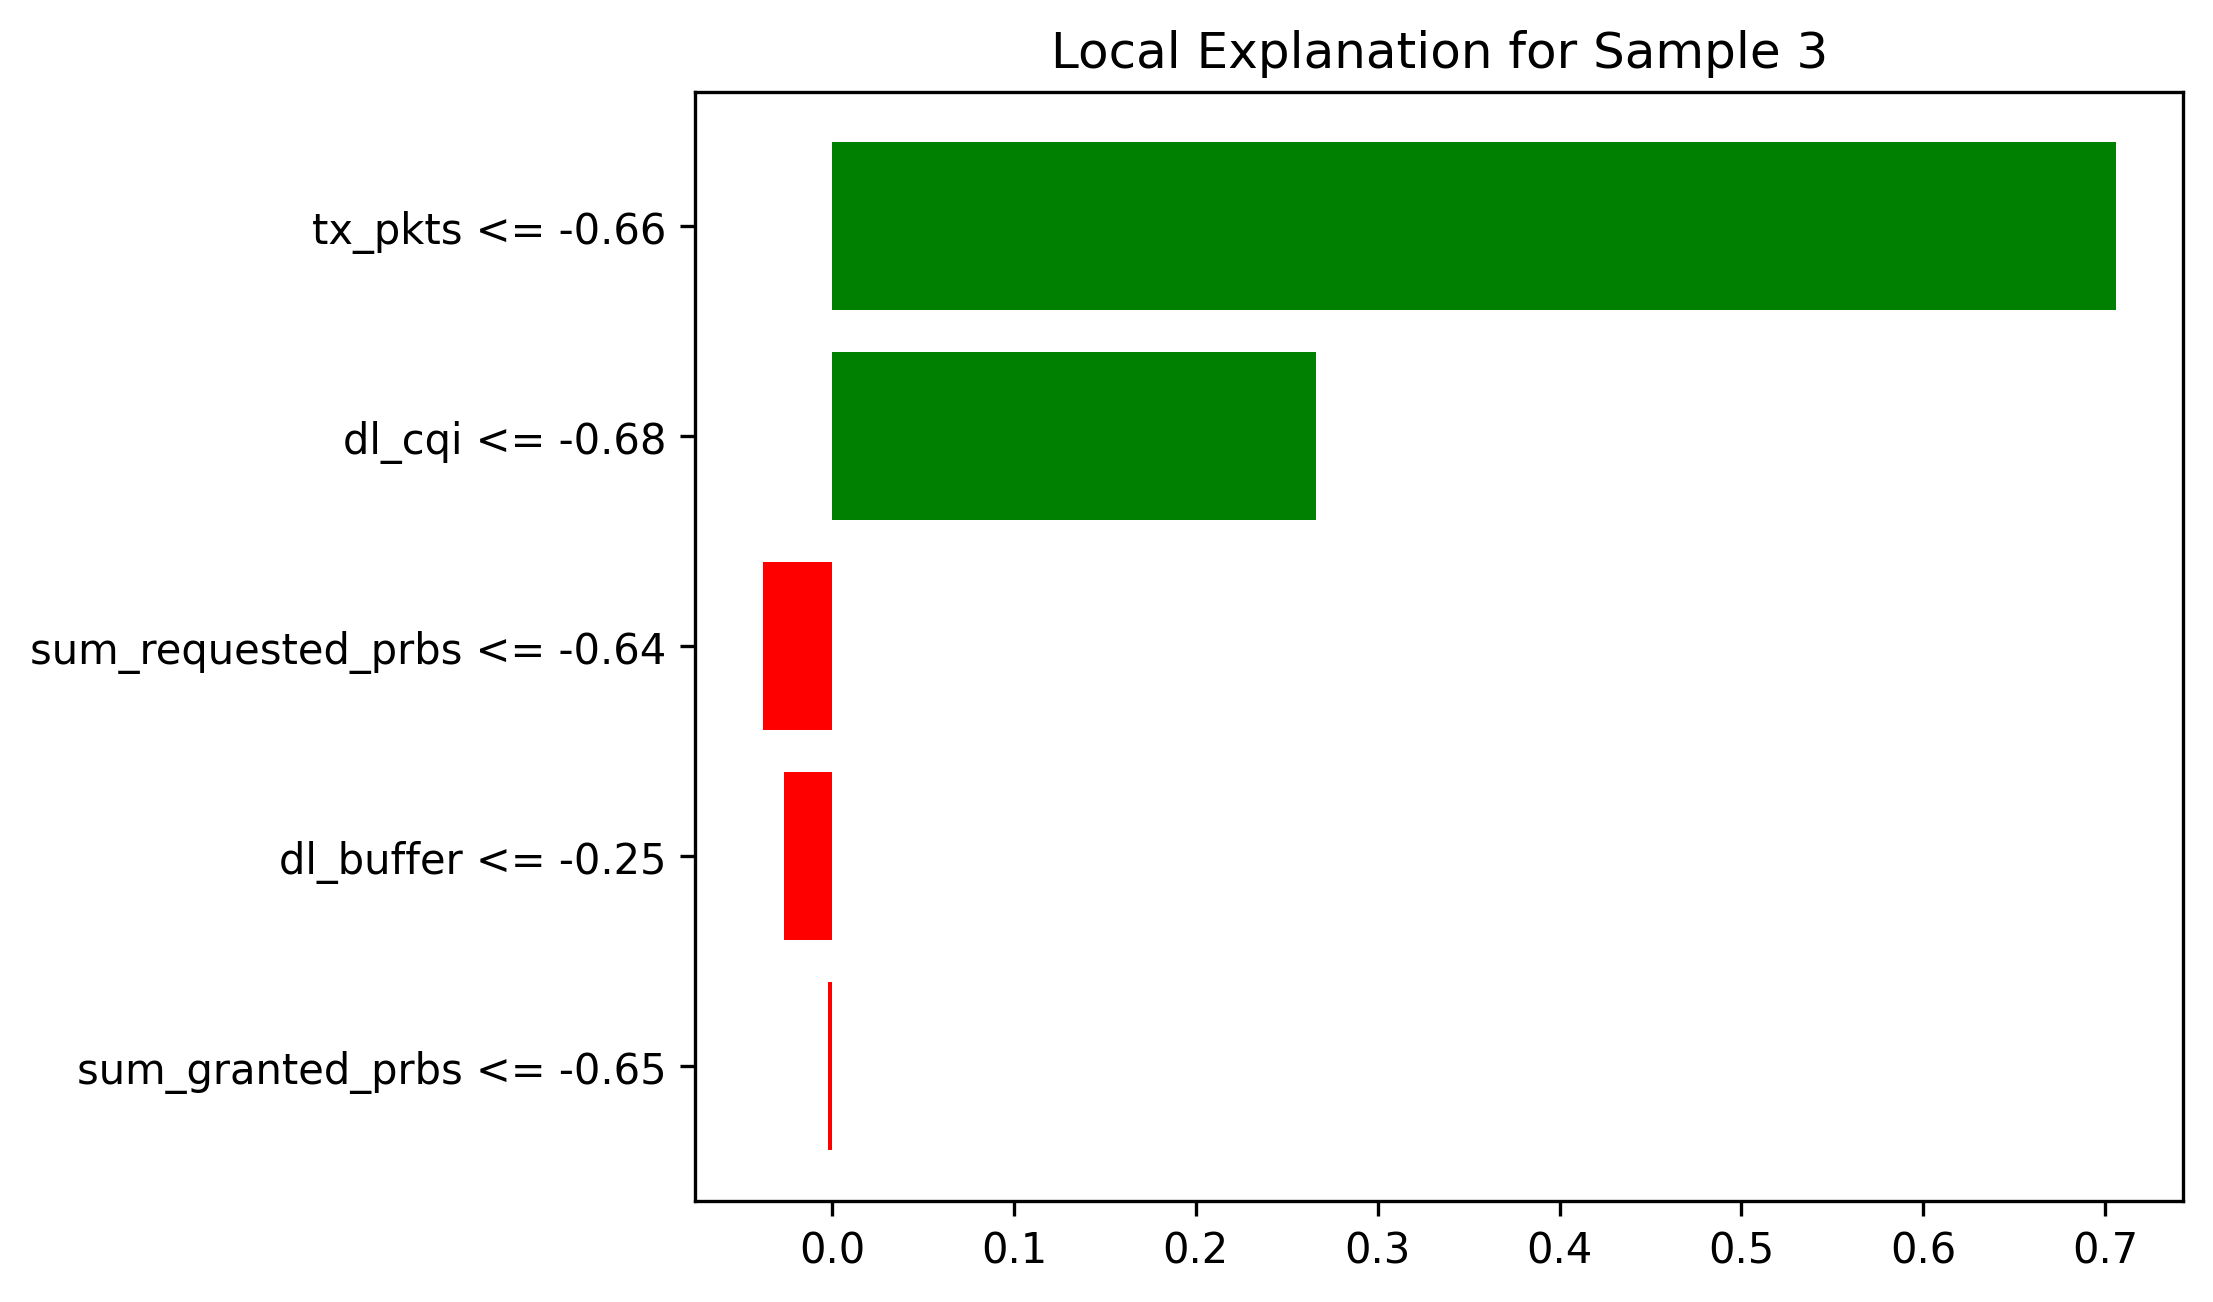 Local Explanation for Sample 3
tx_pkts <= -0.66
dl_cqi <= -0.68
sum_requested_prbs <= -0.64
dl_buffer <= -0.25
sum_granted_prbs <= -0.65
0.0 0.1 0.2 0.3 0.4 0.5 0.6 0.7